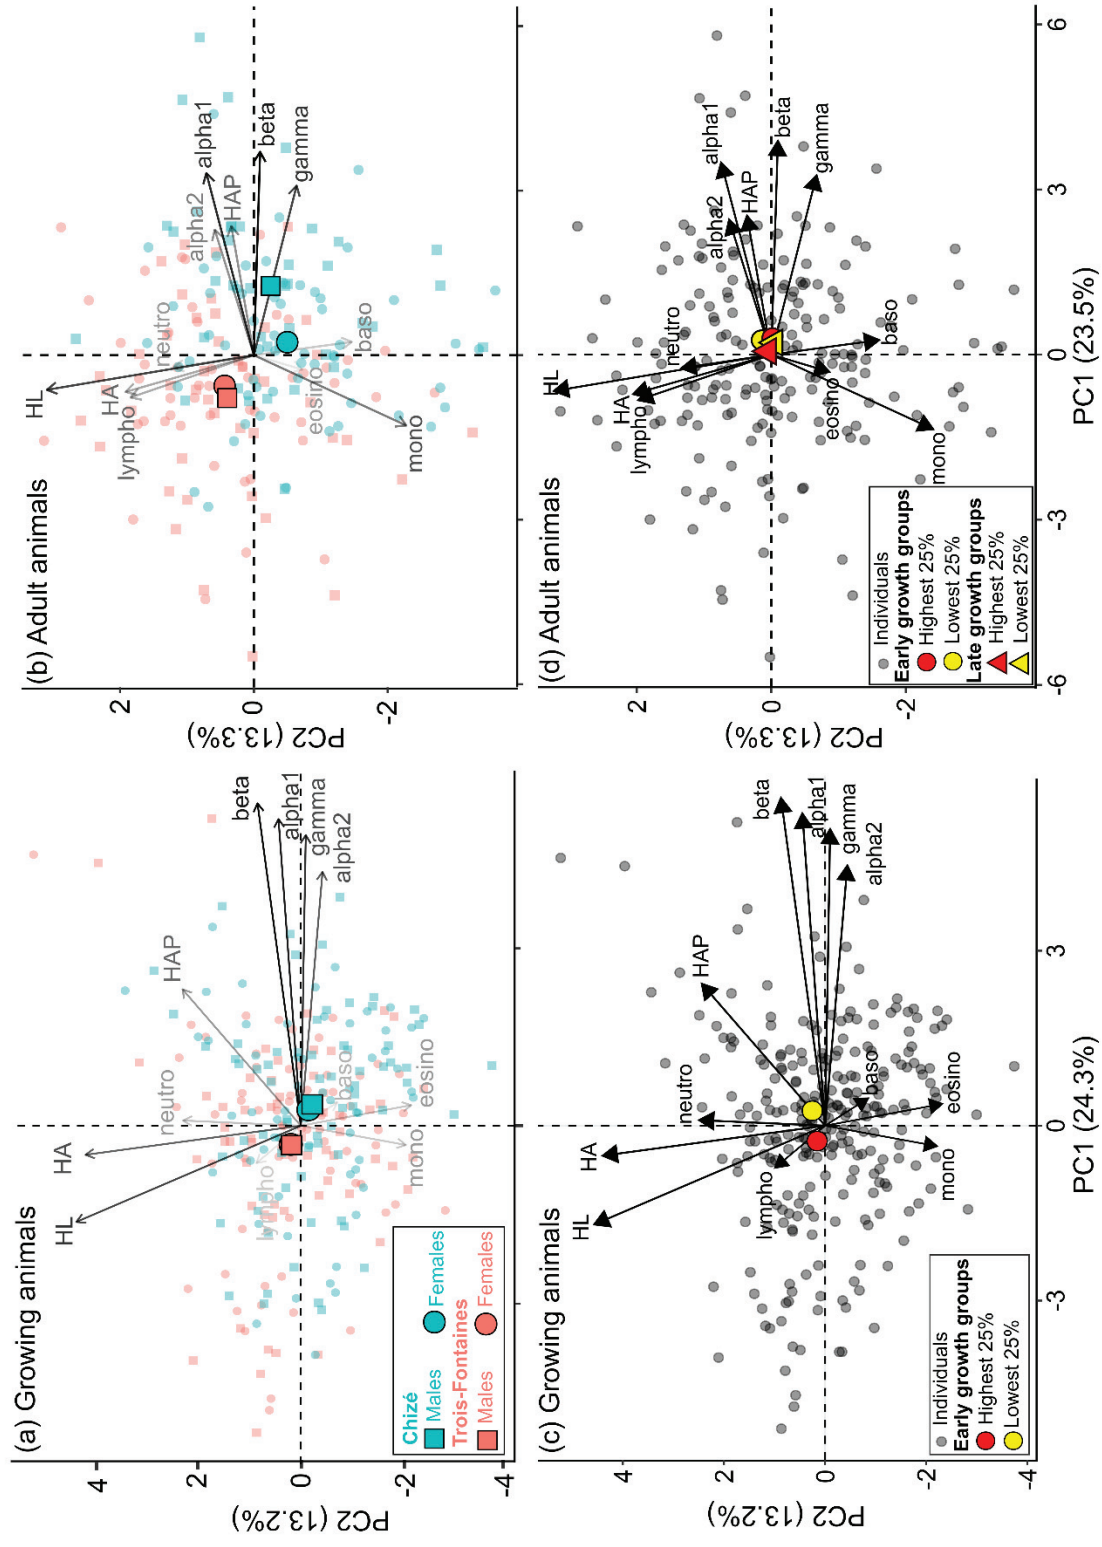 (a) Growing animals
4
2
0
-2
-4
PC2 (13.2%)
HL
HA
neutro
HAP
beta
alpha1
gamma
alpha2
lympho
baso
mono
eosino
Chizé
Males
Females
Trois-Fontaines
Males
Females
(b) Adult animals
2
0
-2
PC2 (13.3%)
HL
HA
lympho
neutro
alpha2
alpha1
HAP
beta
gamma
baso
eosino
mono
(c) Growing animals
4
2
0
-2
-4
PC2 (13.2%)
-3
0
3
PC1 (24.3%)
HL
HA
neutro
HAP
beta
alpha1
gamma
alpha2
lympho
baso
mono
eosino
Individuals
Early growth groups
Highest 25%
Lowest 25%
(d) Adult animals
2
0
-2
PC2 (13.3%)
-6
-3
0
3
6
PC1 (23.5%)
HL
HA
lympho
neutro
alpha2
alpha1
HAP
beta
gamma
baso
eosino
mono
Individuals
Early growth groups
Highest 25%
Lowest 25%
Late growth groups
Highest 25%
Lowest 25%